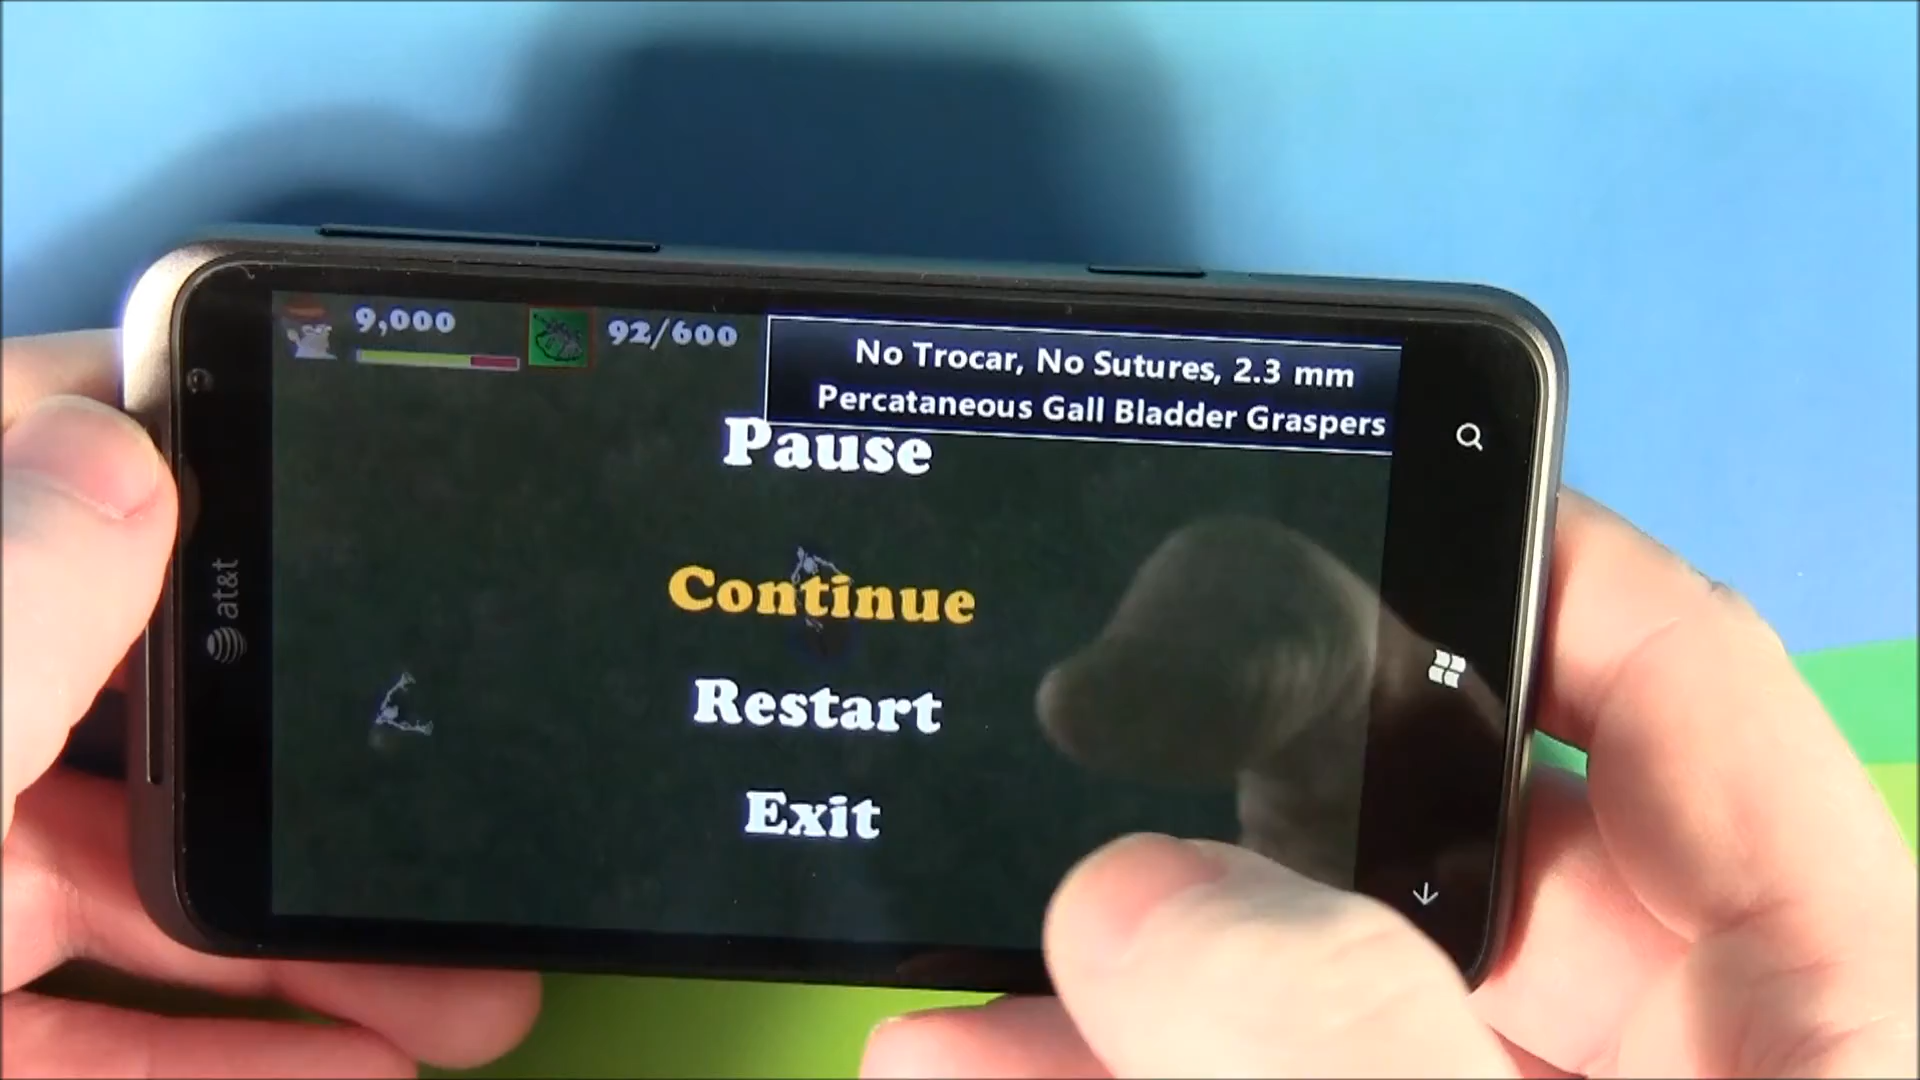 9,000
92/600
No Trocar, No Sutures, 2.3 mm
Percataneous Gall Bladder Graspers
Pause
Continue
Restart
Exit
at&t